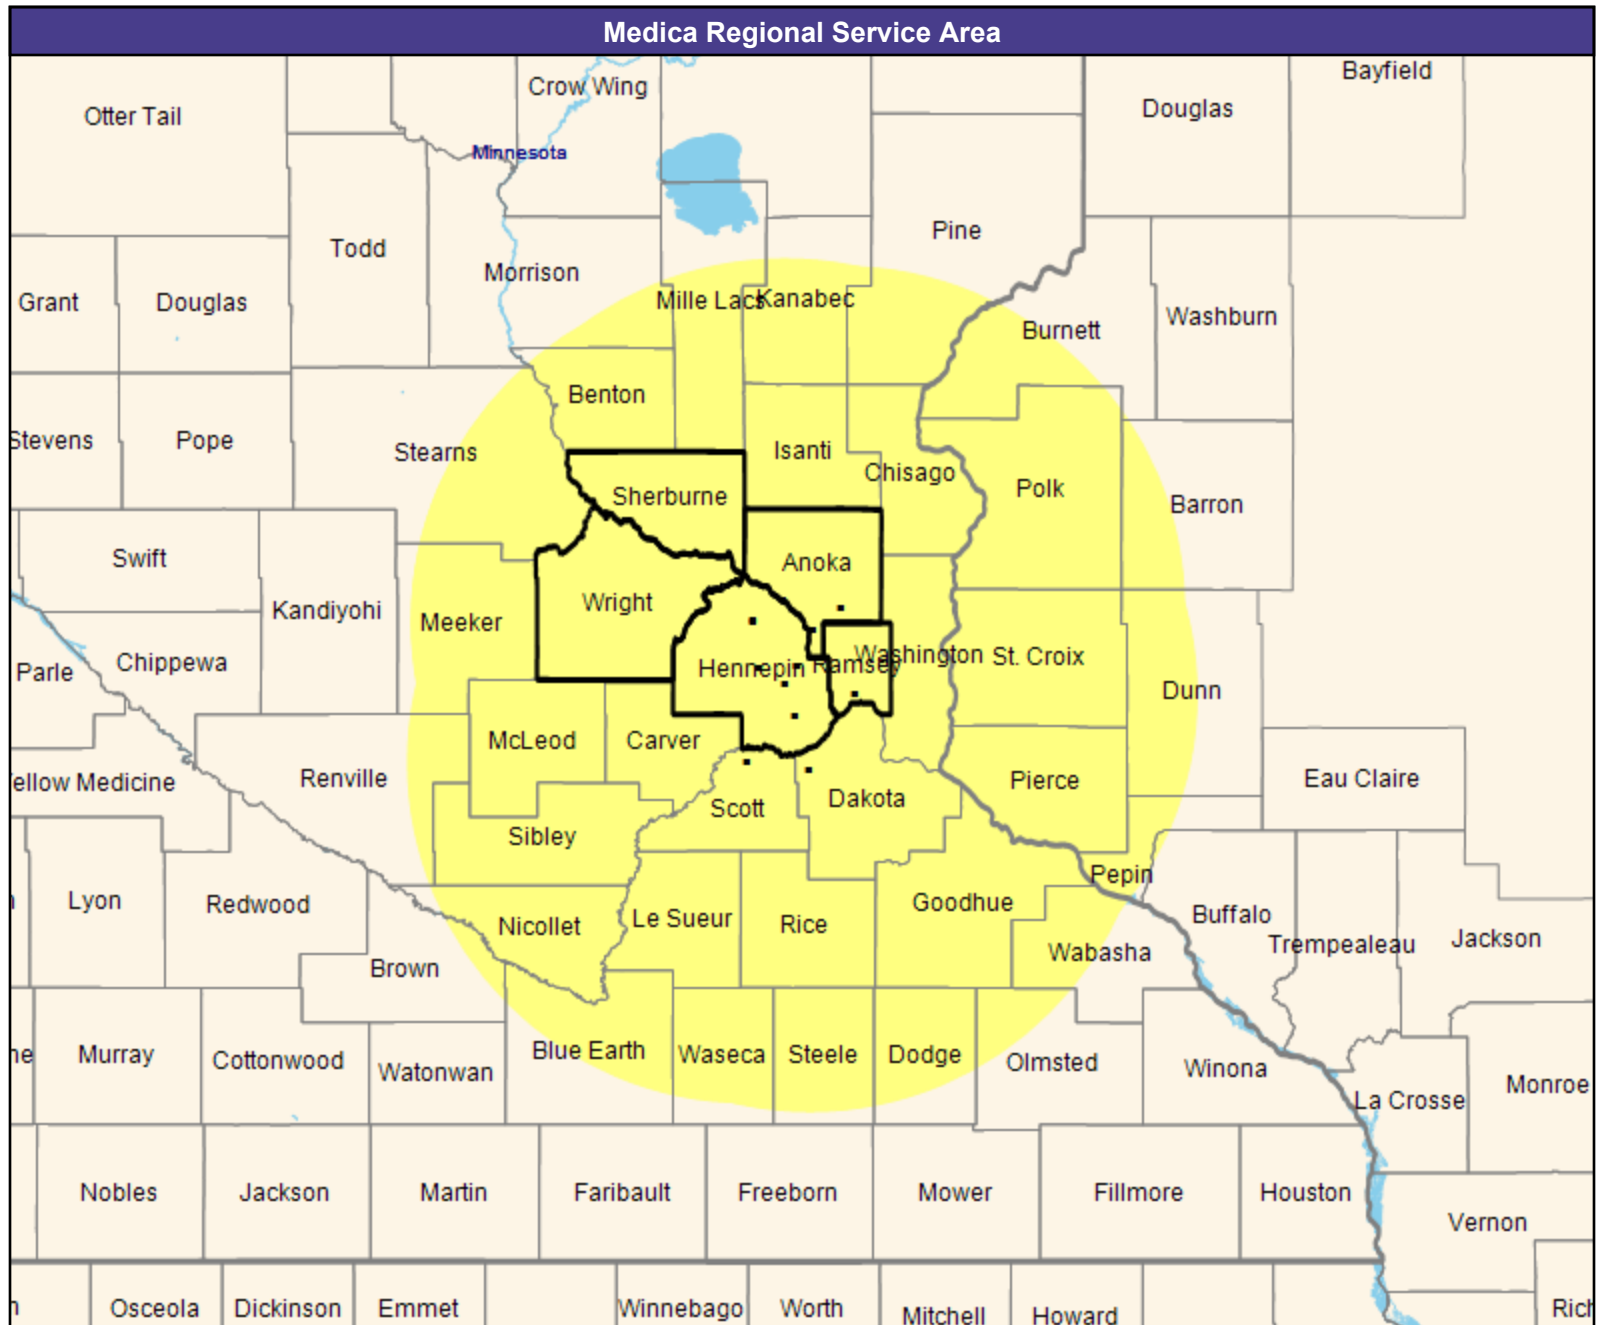 Medica Regional Service Area
Bayfield
Crow Wing
Douglas
Otter Tail
Minnesota
Pine
Todd
Morrison
Mille Lacs
Kanabec
Grant
Douglas
Washburn
Burnett
Benton
Stevens
Pope
Stearns
Isanti
Chisago
Polk
Sherburne
Barron
Swift
Anoka
Wright
Kandiyohi
Meeker
Washington
St. Croix
Chippewa
Parle
Hennepin
Ramsey
Dunn
McLeod
Carver
Renville
Pierce
Eau Claire
ellow Medicine
Dakota
Scott
Sibley
Pepin
Lyon
Redwood
Goodhue
Nicollet
Le Sueur
Rice
Buffalo
Trempealeau
Jackson
Wabasha
Brown
ne
Murray
Cottonwood
Watonwan
Blue Earth
Waseca
Steele
Dodge
Olmsted
Winona
La Crosse
Monroe
Nobles
Jackson
Martin
Faribault
Freeborn
Mower
Fillmore
Houston
Vernon
Osceola
Dickinson
Emmet
Winnebago
Worth
Mitchell
Howard
Rich